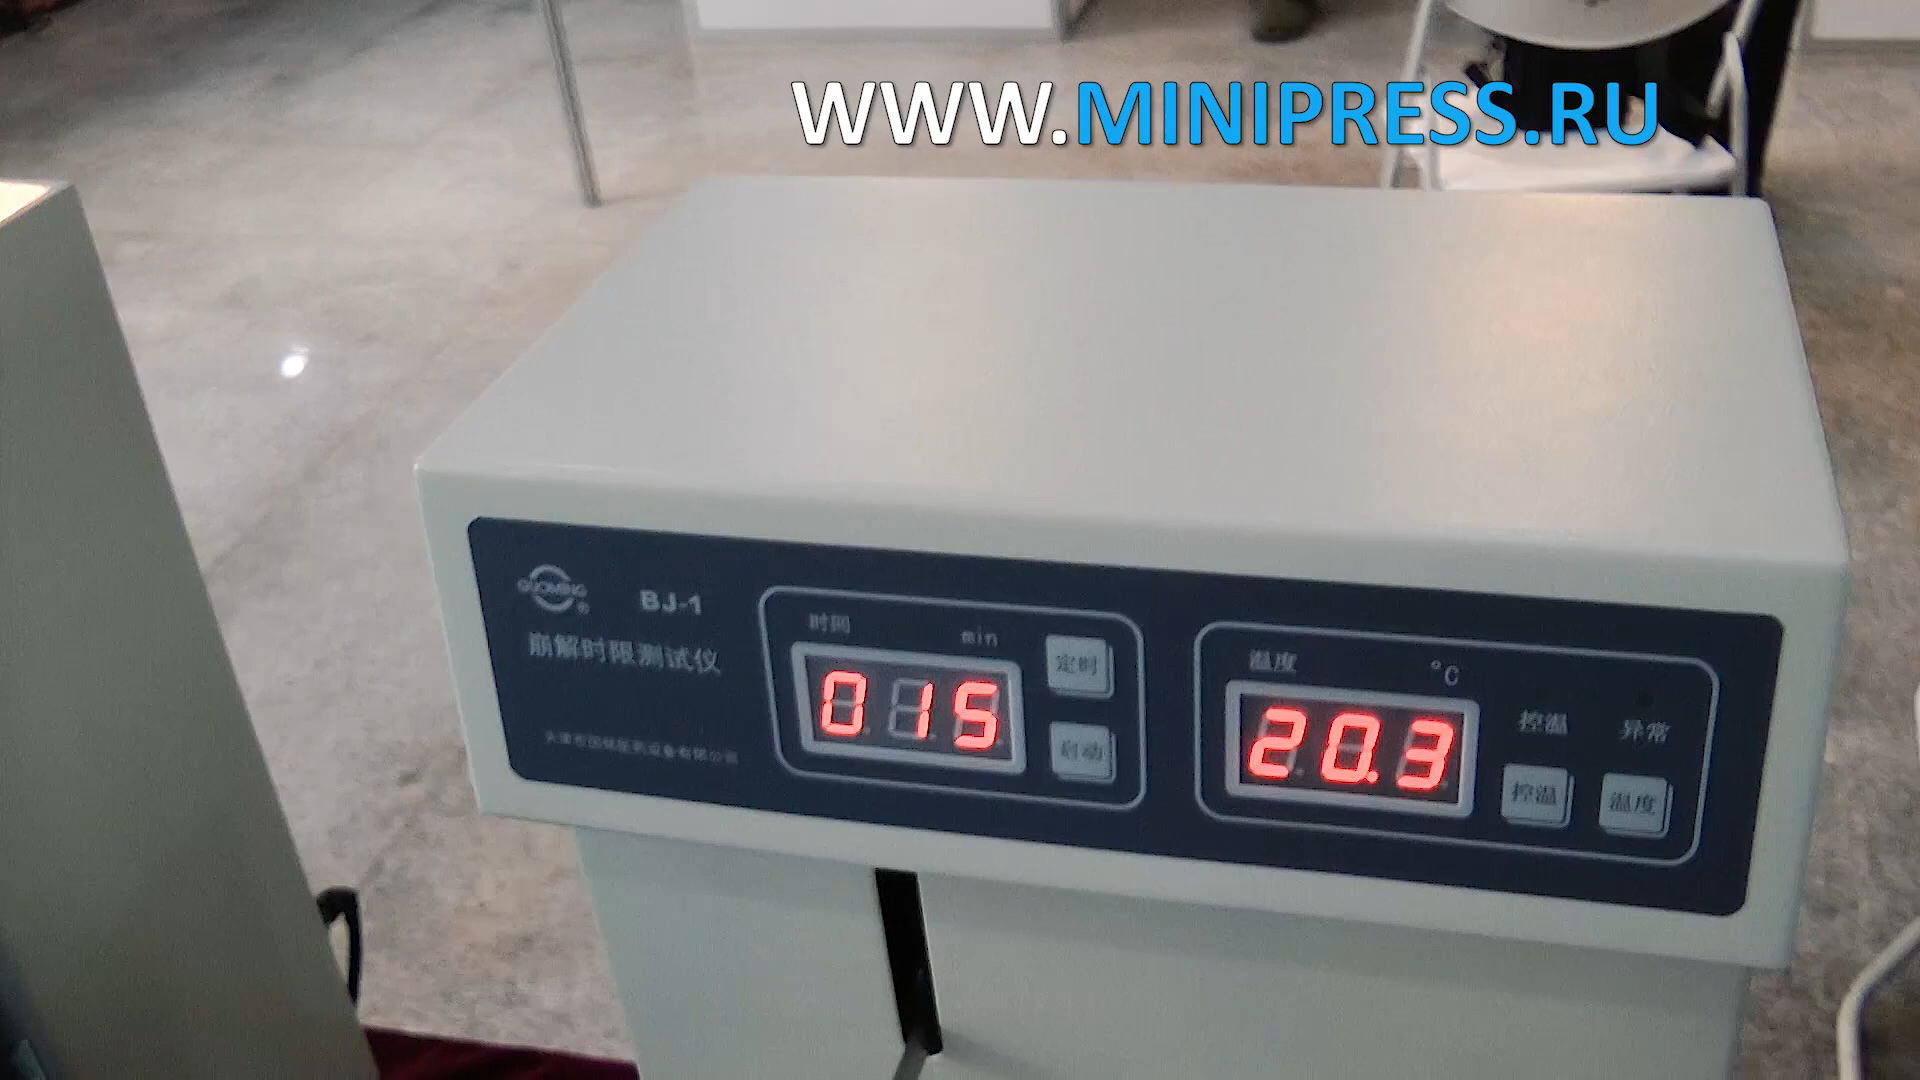 WWW.MINIPRESS.RU
GUOMING
BJ-1
崩解时限测试仪
时间
min
015
定时
启动
温度
°C
20.3
控温
异常
控温
温度